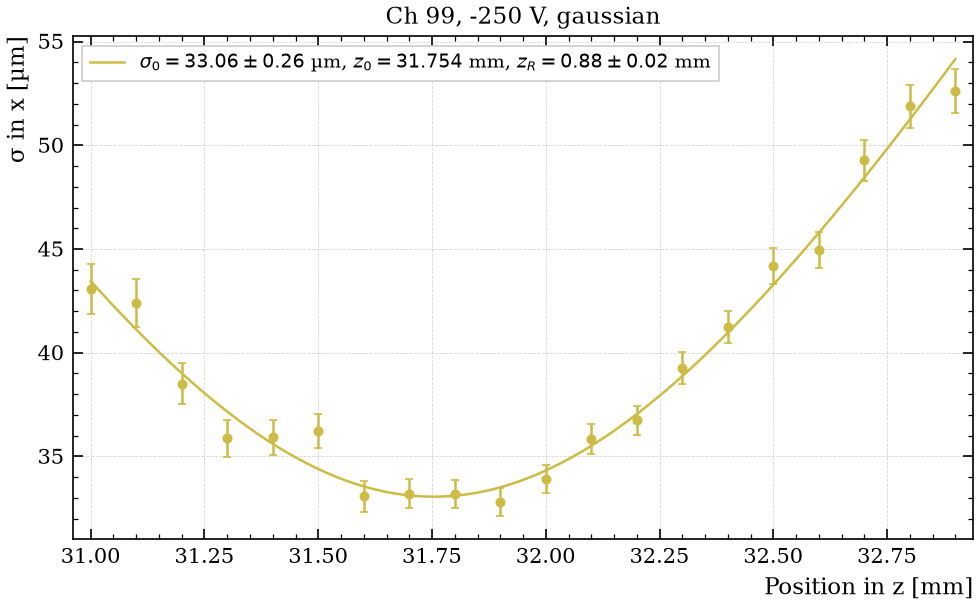 Ch 99, -250 V, gaussian
σ₀ = 33.06 ± 0.26 µm, z₀ = 31.754 mm, z_R = 0.88 ± 0.02 mm
σ in x [µm]
55
50
45
40
35
31.00 31.25 31.50 31.75 32.00 32.25 32.50 32.75
Position in z [mm]